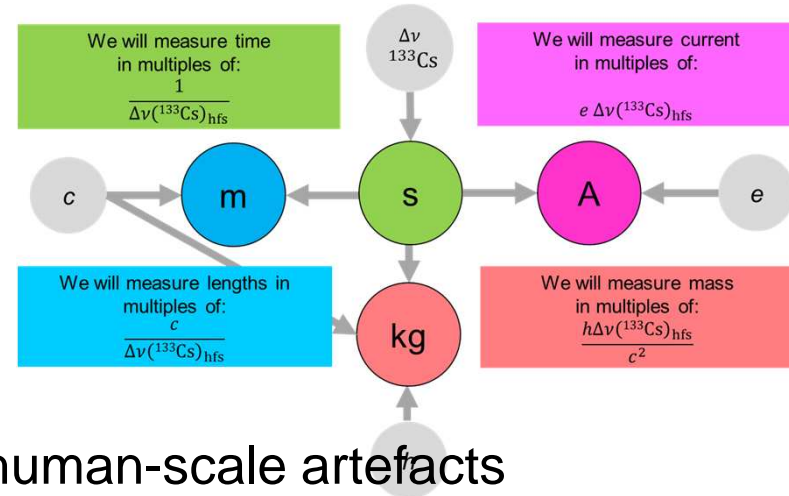 We will measure time
in multiples of:
1
Δν(¹³³Cs)hfs
Δν
¹³³Cs
We will measure current
in multiples of:
e Δν(¹³³Cs)hfs
c
m
s
A
e
We will measure lengths in
multiples of:
c
Δν(¹³³Cs)hfs
kg
We will measure mass
in multiples of:
hΔν(¹³³Cs)hfs
c²
human-scale artefacts